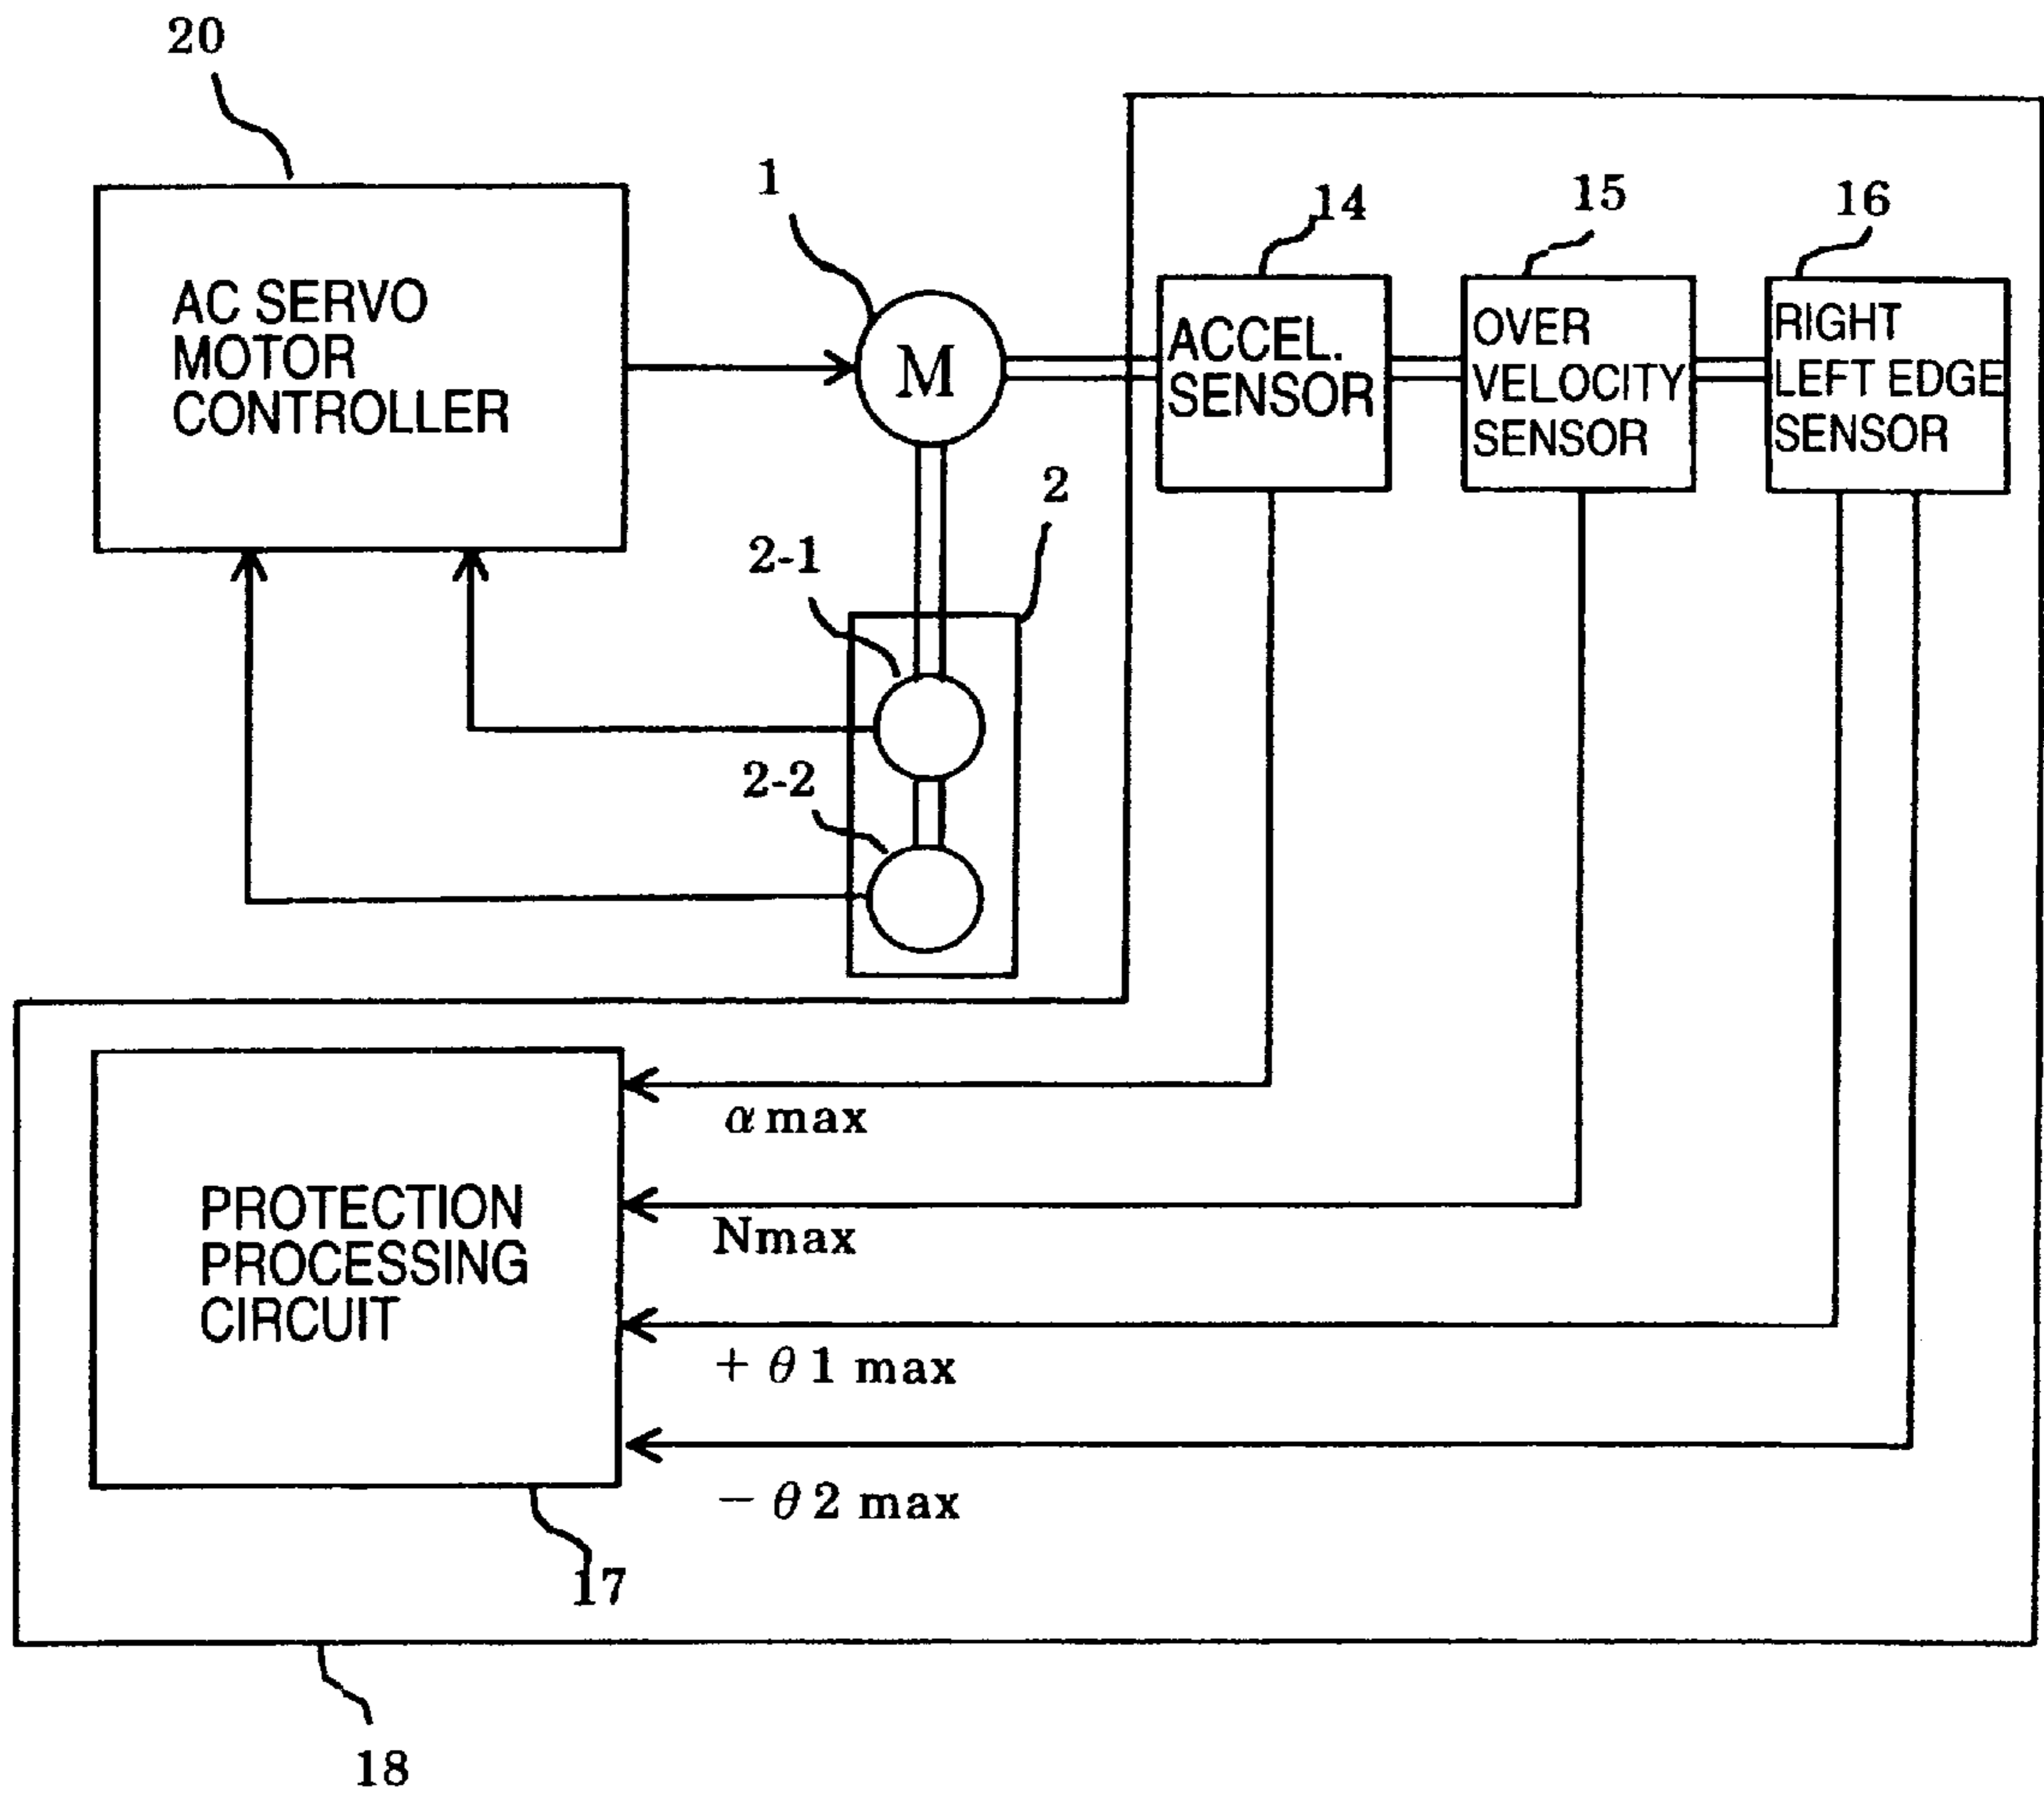 20
1
14
15
16
AC SERVO
MOTOR
CONTROLLER
M
ACCEL.
SENSOR
OVER
VELOCITY
SENSOR
RIGHT
LEFT EDGE
SENSOR
2
2-1
2-2
α max
Nmax
+ θ 1 max
− θ 2 max
PROTECTION
PROCESSING
CIRCUIT
17
18